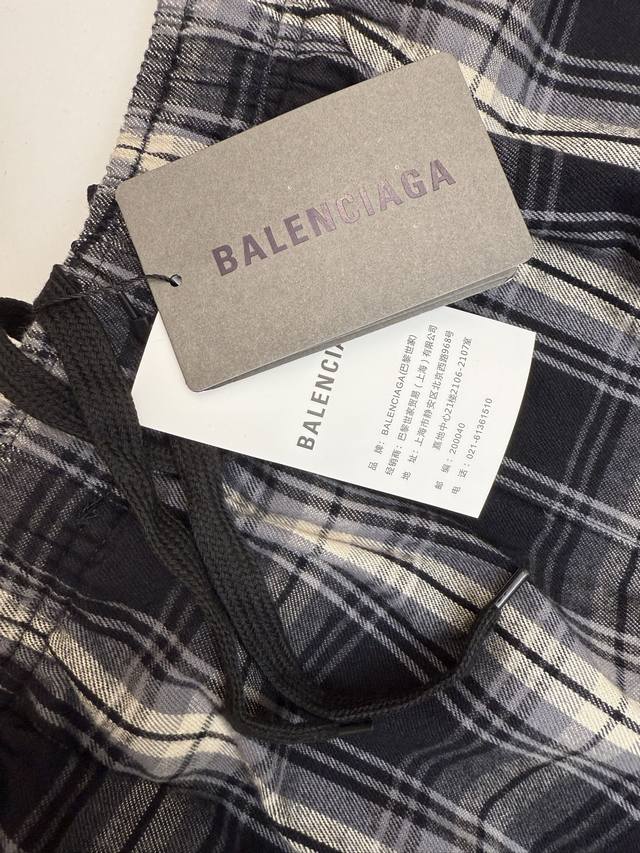 BALENCIAGA
BALENCIA
品 牌：BALENCIAGA(巴黎世家)
经销商：巴黎世家贸易（上海）有限公司
地 址：上海市静安区北京西路968号
嘉地中心21楼2106-2107室
邮 编：200040
电 话：021-61361510